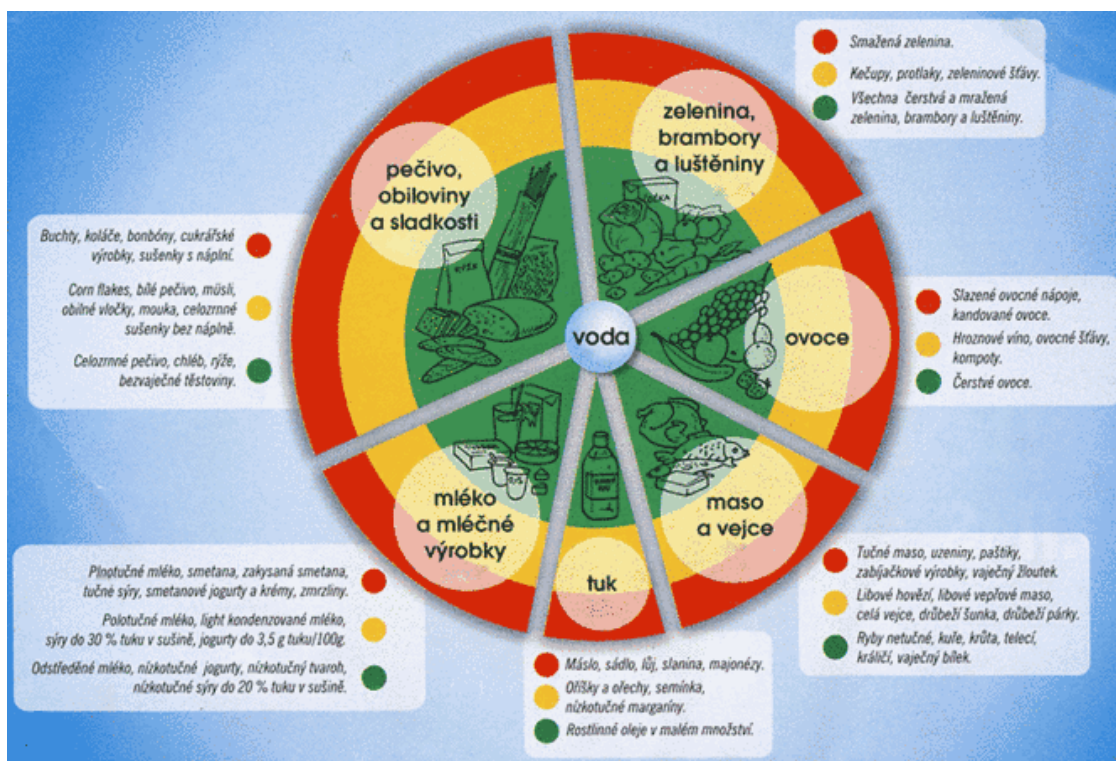 Smažená zelenina.
Kečupy, protlaky, zeleninové šťávy.
Všechna čerstvá a mražená
zelenina, brambory a luštěniny.
zelenina,
brambory
a luštěniny
pečivo,
obiloviny
a sladkosti
RÝŽE
ČOČKA
Buchty, koláče, bonbóny, cukrářské
výrobky, sušenky s náplní.
Corn flakes, bílé pečivo, müsli,
obilné vločky, mouka, celozrnné
sušenky bez náplně.
Celozrnné pečivo, chléb, rýže,
bezvaječné těstoviny.
voda
ovoce
Slazené ovocné nápoje,
kandované ovoce.
Hroznové víno, ovocné šťávy,
kompoty.
Čerstvé ovoce.
mléko
a mléčné
výrobky
maso
a vejce
tuk
Plnotučné mléko, smetana, zakysaná smetana,
tučné sýry, smetanové jogurty a krémy, zmrzliny.
Polotučné mléko, light kondenzované mléko,
sýry do 30 % tuku v sušině, jogurty do 3,5 g tuku/100g.
Odstředěné mléko, nízkotučné jogurty, nízkotučný tvaroh,
nízkotučné sýry do 20 % tuku v sušině.
Máslo, sádlo, lůj, slanina, majonézy.
Oříšky a ořechy, semínka,
nízkotučné margaríny.
Rostlinné oleje v malém množství.
Tučné maso, uzeniny, paštiky,
zabíjačkové výrobky, vaječný žloutek.
Libové hovězí, libové vepřové maso,
celá vejce, drůbeží šunka, drůbeží párky.
Ryby netučné, kuře, krůta, telecí,
králičí, vaječný bílek.